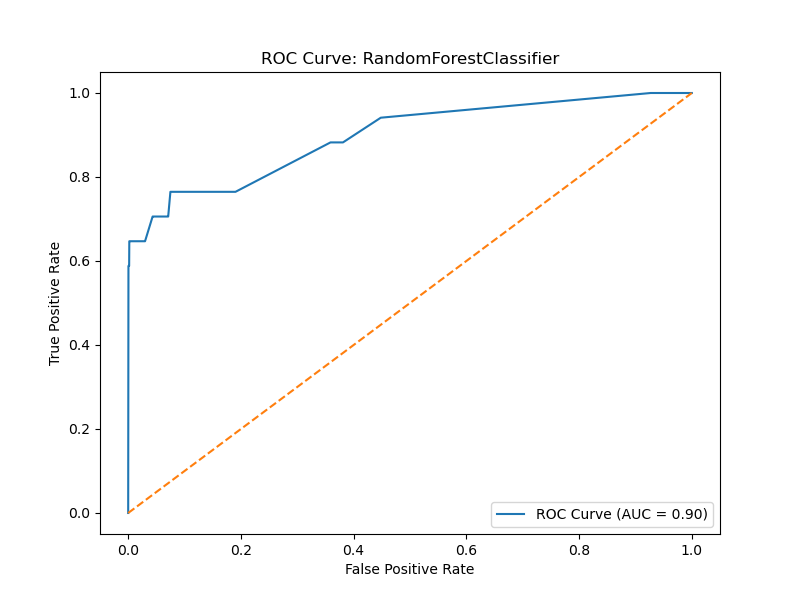 ROC Curve: RandomForestClassifier
True Positive Rate
1.0
0.8
0.6
0.4
0.2
0.0
ROC Curve (AUC = 0.90)
0.0 0.2 0.4 0.6 0.8 1.0
False Positive Rate